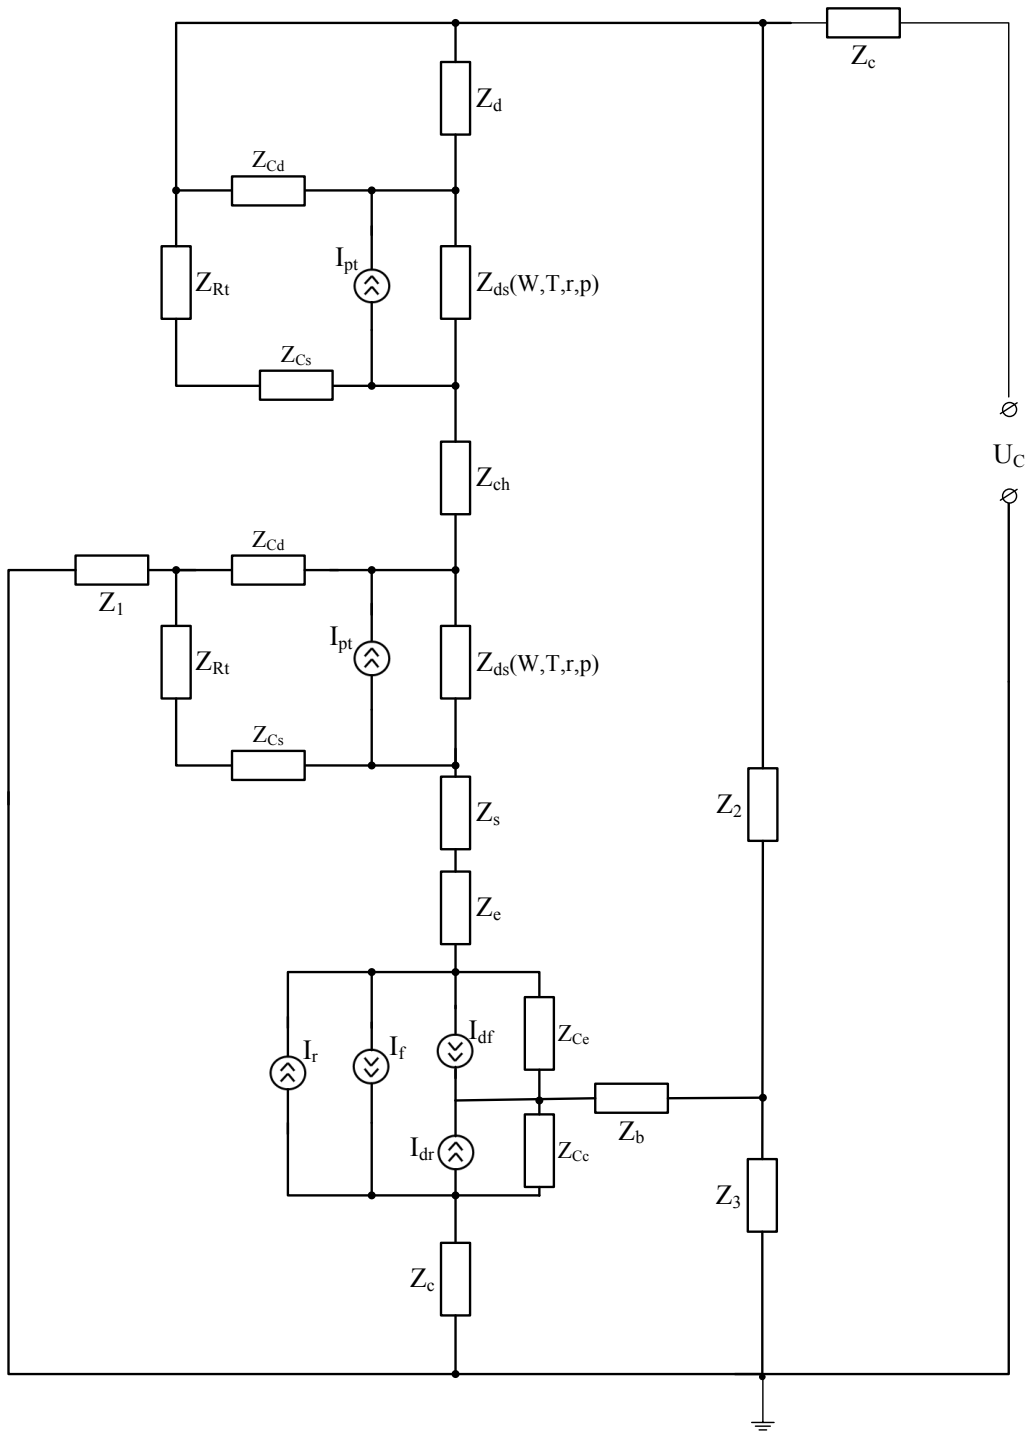 Z_c
Z_d
Z_Cd
I_pt
Z_Rt
Z_ds(W,T,r,p)
Z_Cs
U_C
Z_ch
Z_Cd
Z_1
I_pt
Z_Rt
Z_ds(W,T,r,p)
Z_Cs
Z_2
Z_s
Z_e
I_r
I_f
I_df
Z_Ce
Z_b
I_dr
Z_Cc
Z_3
Z_c